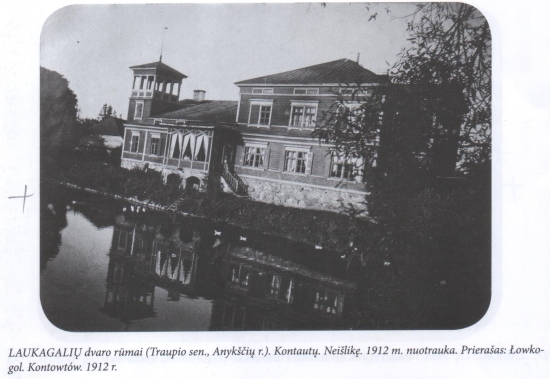 LAUKAGALIŲ dvaro rūmai (Traupio sen., Anykščių r.). Kontautų. Neišlikę. 1912 m. nuotrauka. Prierašas: Łowko-
gol. Kontowtów. 1912 r.